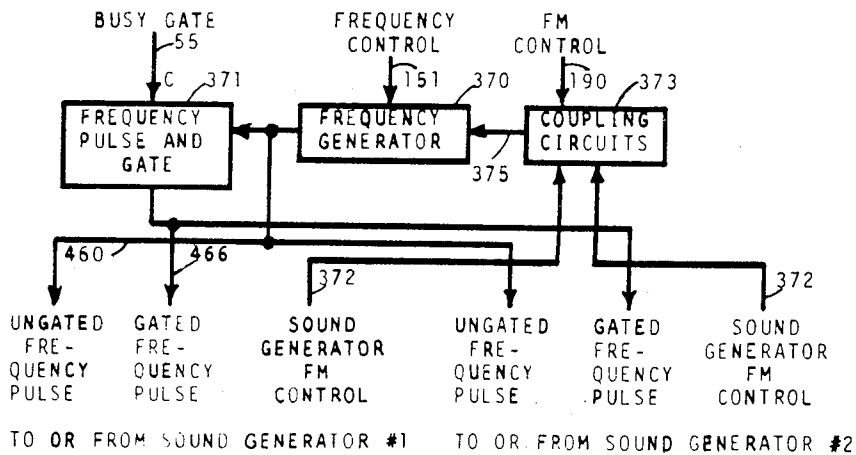 BUSY GATE
55
C
371
FREQUENCY
PULSE AND
GATE
FREQUENCY
CONTROL
151
370
FREQUENCY
GENERATOR
FM
CONTROL
190
373
COUPLING
CIRCUITS
375
460
466
372
372
UNGATED
FRE-
QUENCY
PULSE
GATED
FRE-
QUENCY
PULSE
SOUND
GENERATOR
FM
CONTROL
UNGATED
FRE-
QUENCY
PULSE
GATED
FRE-
QUENCY
PULSE
SOUND
GENERATOR
FM
CONTROL
TO OR FROM SOUND GENERATOR #1
TO OR FROM SOUND GENERATOR #2